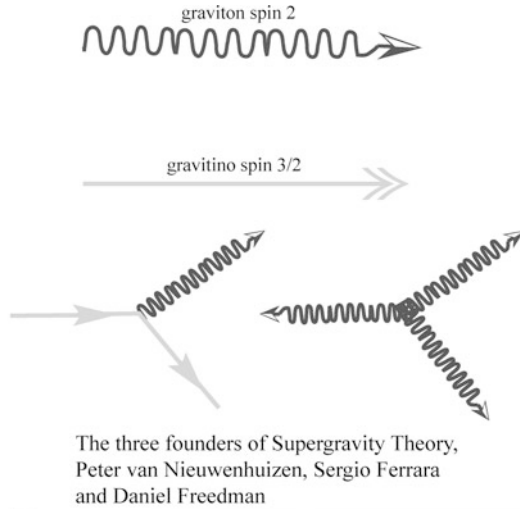 graviton spin 2
gravitino spin 3/2
The three founders of Supergravity Theory,
Peter van Nieuwenhuizen, Sergio Ferrara
and Daniel Freedman